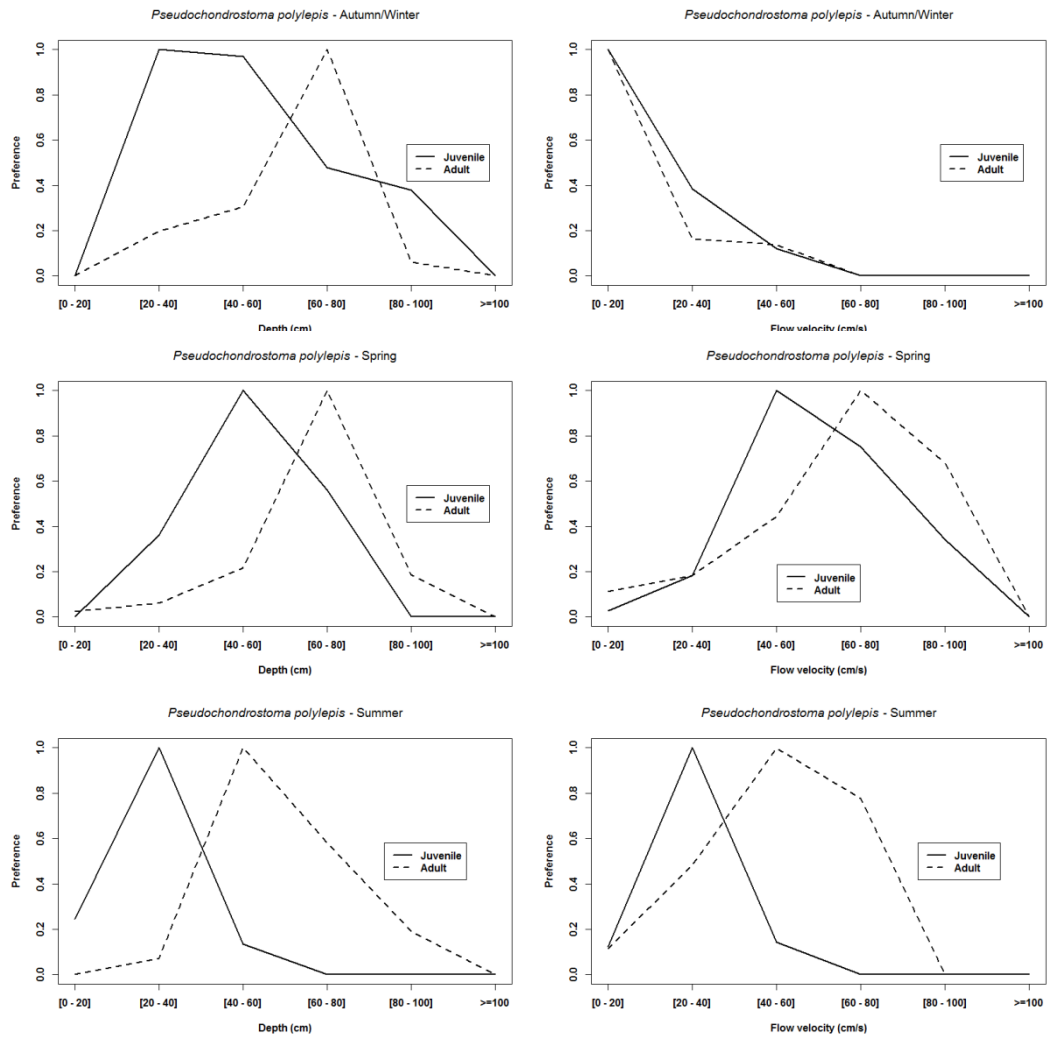 Pseudochondrostoma polylepis - Autumn/Winter
Preference
1.0
0.8
0.6
0.4
0.2
0.0
Juvenile
Adult
[0 - 20] [20 - 40] [40 - 60] [60 - 80] [80 - 100] >=100
Depth (cm)
Pseudochondrostoma polylepis - Autumn/Winter
Preference
1.0
0.8
0.6
0.4
0.2
0.0
Juvenile
Adult
[0 - 20] [20 - 40] [40 - 60] [60 - 80] [80 - 100] >=100
Flow velocity (cm/s)
Pseudochondrostoma polylepis - Spring
Preference
1.0
0.8
0.6
0.4
0.2
0.0
Juvenile
Adult
[0 - 20] [20 - 40] [40 - 60] [60 - 80] [80 - 100] >=100
Depth (cm)
Pseudochondrostoma polylepis - Spring
Preference
1.0
0.8
0.6
0.4
0.2
0.0
Juvenile
Adult
[0 - 20] [20 - 40] [40 - 60] [60 - 80] [80 - 100] >=100
Flow velocity (cm/s)
Pseudochondrostoma polylepis - Summer
Preference
1.0
0.8
0.6
0.4
0.2
0.0
Juvenile
Adult
[0 - 20] [20 - 40] [40 - 60] [60 - 80] [80 - 100] >=100
Depth (cm)
Pseudochondrostoma polylepis - Summer
Preference
1.0
0.8
0.6
0.4
0.2
0.0
Juvenile
Adult
[0 - 20] [20 - 40] [40 - 60] [60 - 80] [80 - 100] >=100
Flow velocity (cm/s)